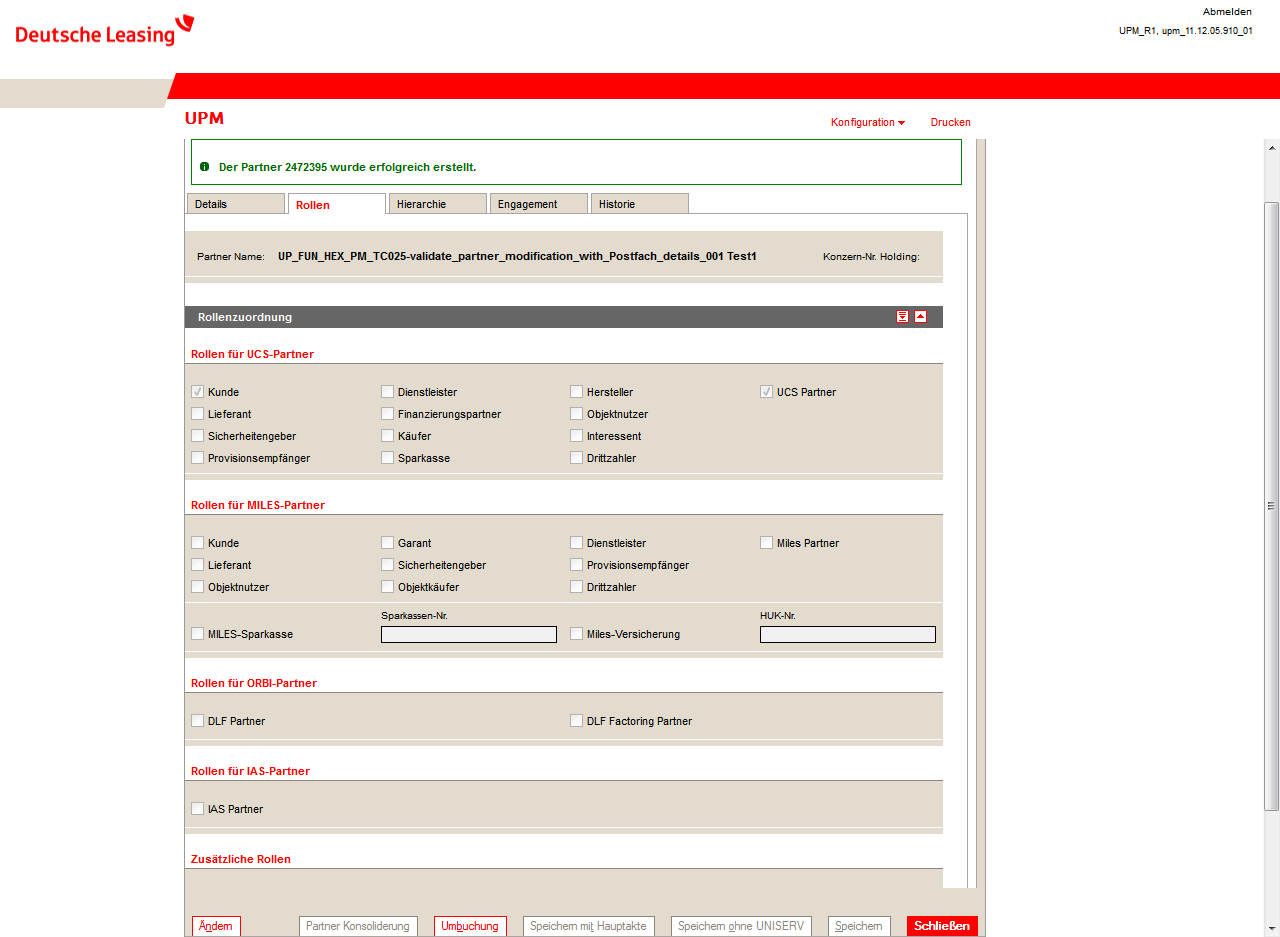 Deutsche Leasing
Abmelden
UPM_R1, upm_11.12.05.910_01
UPM
Konfiguration Drucken
Der Partner 2472395 wurde erfolgreich erstellt.
Details Rollen Hierarchie Engagement Historie
Partner Name: UP_FUN_HEX_PM_TC025-validate_partner_modification_with_Postfach_details_001 Test1 Konzern-Nr. Holding:
Rollenzuordnung
Rollen für UCS-Partner
Kunde Dienstleister Hersteller UCS Partner
Lieferant Finanzierungspartner Objektnutzer
Sicherheitengeber Käufer Interessent
Provisionsempfänger Sparkasse Drittzahler
Rollen für MILES-Partner
Kunde Garant Dienstleister Miles Partner
Lieferant Sicherheitengeber Provisionsempfänger
Objektnutzer Objektkäufer Drittzahler
Sparkassen-Nr. HUK-Nr.
MILES-Sparkasse Miles-Versicherung
Rollen für ORBI-Partner
DLF Partner DLF Factoring Partner
Rollen für IAS-Partner
IAS Partner
Zusätzliche Rollen
Ändern Partner Konsolidierung Umbuchung Speichern mit Hauptakte Speichern ohne UNISERV Speichern Schließen